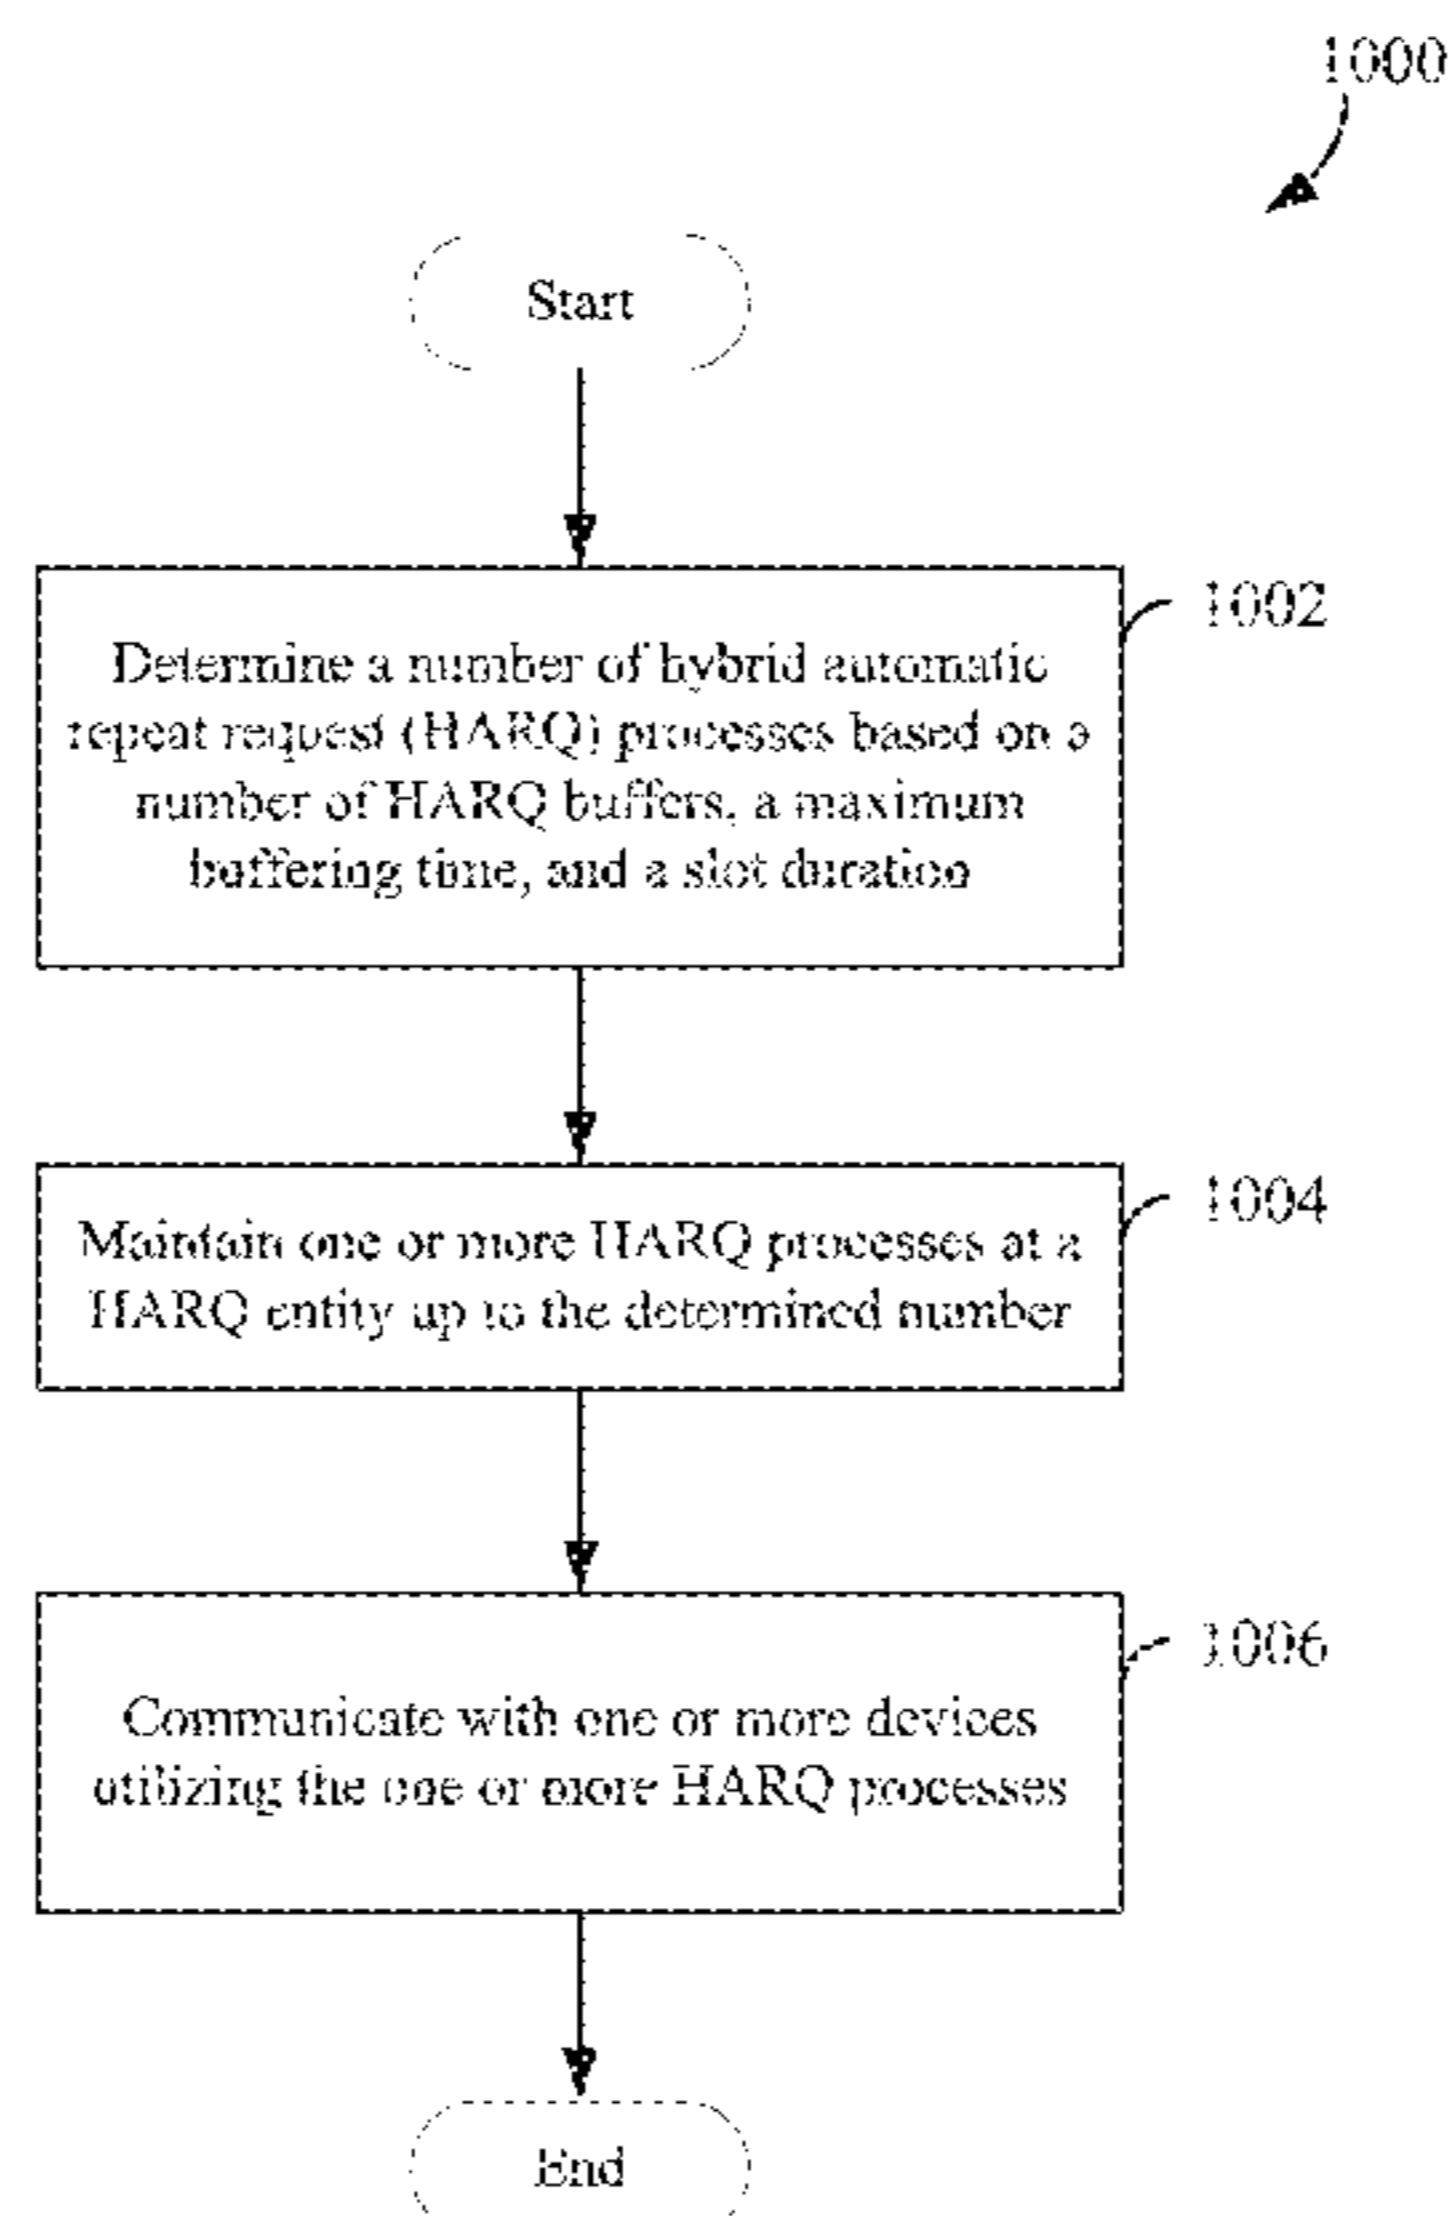 1000
Start
1002
Determine a number of hybrid automatic
repeat request (HARQ) processes based on a
number of HARQ buffers, a maximum
buffering time, and a slot duration
1004
Maintain one or more HARQ processes at a
HARQ entity up to the determined number
1006
Communicate with one or more devices
utilizing the one or more HARQ processes
End